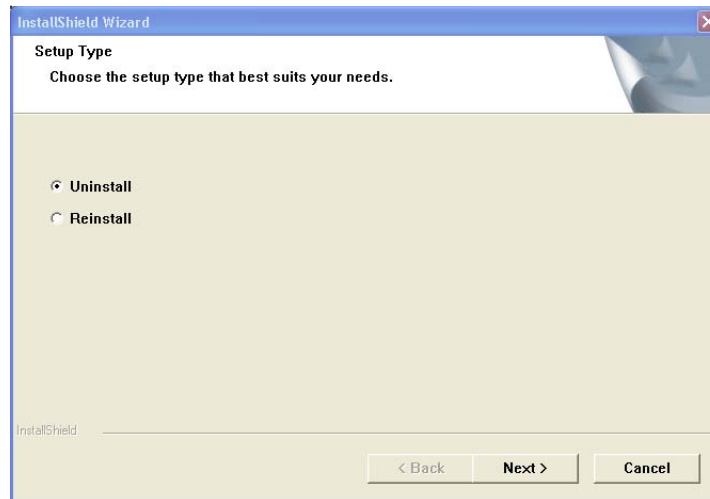 InstallShield Wizard
Setup Type
Choose the setup type that best suits your needs.
Uninstall
Reinstall
InstallShield
< Back Next > Cancel